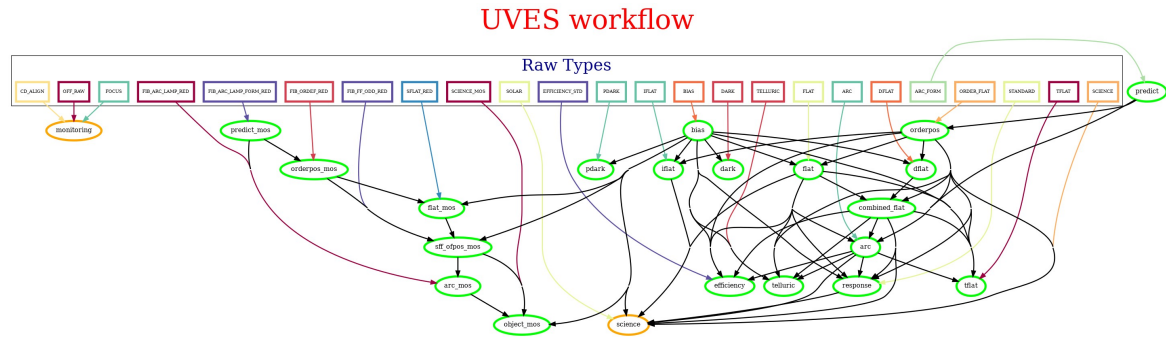 UVES workflow
Raw Types
CD_ALIGN OFF_RAW FOCUS FIB_ARC_LAMP_RED FIB_ARC_LAMP_FORM_RED FIB_ORDEF_RED FIB_FF_ODD_RED SFLAT_RED SCIENCE_MOS SOLAR EFFICIENCY_STD PDARK IFLAT BIAS DARK TELLURIC FLAT ARC DFLAT ARC_FORM ORDER_FLAT STANDARD TFLAT SCIENCE predict
monitoring predict_mos bias orderpos
orderpos_mos pdark iflat dark flat dflat
flat_mos combined_flat
sff_ofpos_mos arc
arc_mos efficiency telluric response tflat
object_mos science